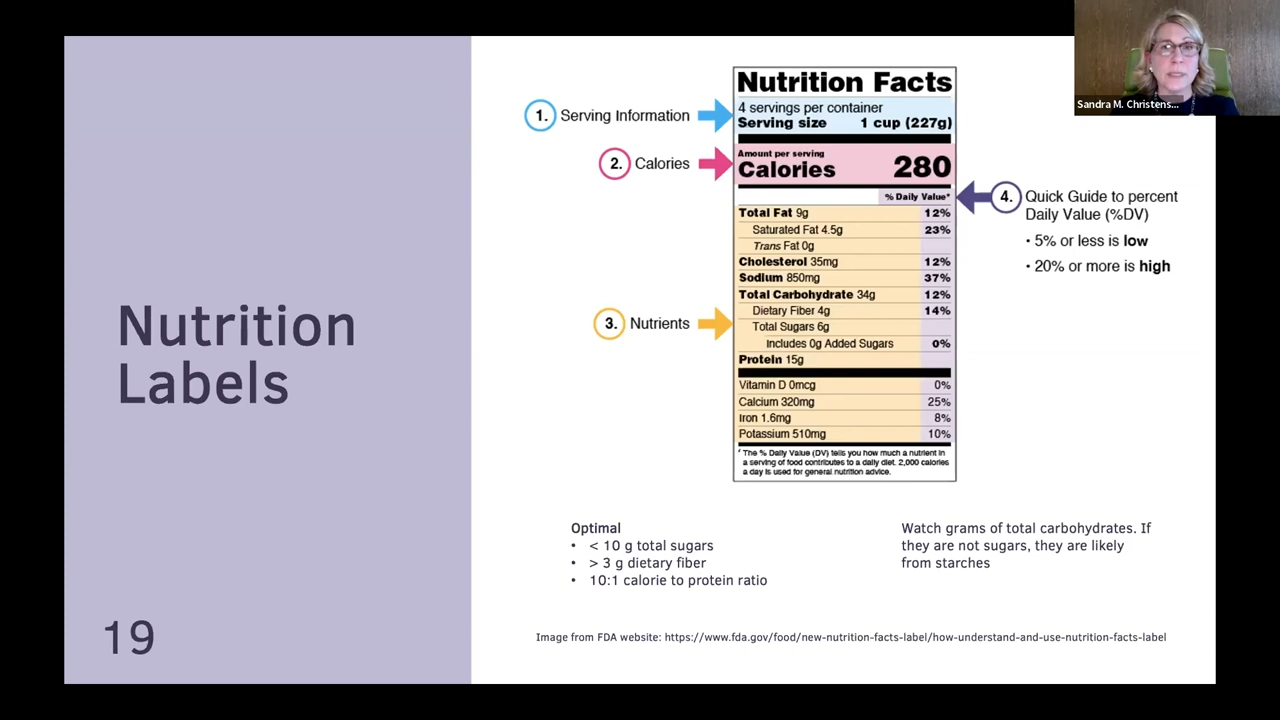 Nutrition
Labels
19
1. Serving Information
2. Calories
3. Nutrients
Nutrition Facts
4 servings per container
Serving size 1 cup (227g)
Amount per serving
Calories 280
% Daily Value*
Total Fat 9g 12%
Saturated Fat 4.5g 23%
Trans Fat 0g
Cholesterol 35mg 12%
Sodium 850mg 37%
Total Carbohydrate 34g 12%
Dietary Fiber 4g 14%
Total Sugars 6g
Includes 0g Added Sugars 0%
Protein 15g
Vitamin D 0mcg 0%
Calcium 320mg 25%
Iron 1.6mg 8%
Potassium 510mg 10%
* The % Daily Value (DV) tells you how much a nutrient in
a serving of food contributes to a daily diet. 2,000 calories
a day is used for general nutrition advice.
4. Quick Guide to percent
Daily Value (%DV)
• 5% or less is low
• 20% or more is high
Optimal
• < 10 g total sugars
• > 3 g dietary fiber
• 10:1 calorie to protein ratio
Watch grams of total carbohydrates. If
they are not sugars, they are likely
from starches
Image from FDA website: https://www.fda.gov/food/new-nutrition-facts-label/how-understand-and-use-nutrition-facts-label
Sandra M. Christens...